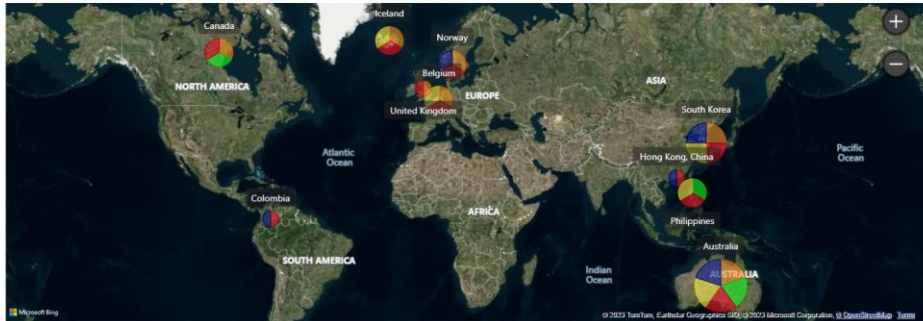 Iceland
Canada
Norway
+
Belgium
ASIA
−
NORTH AMERICA
EUROPE
United Kingdom
South Korea
Atlantic
Ocean
Pacific
Ocean
Hong Kong, China
Colombia
AFRICA
Philippines
Australia
SOUTH AMERICA
Indian
Ocean
AUSTRALIA
Microsoft Bing
© 2023 TomTom, Earthstar Geographics SIO, © 2023 Microsoft Corporation, © OpenStreetMap Terms